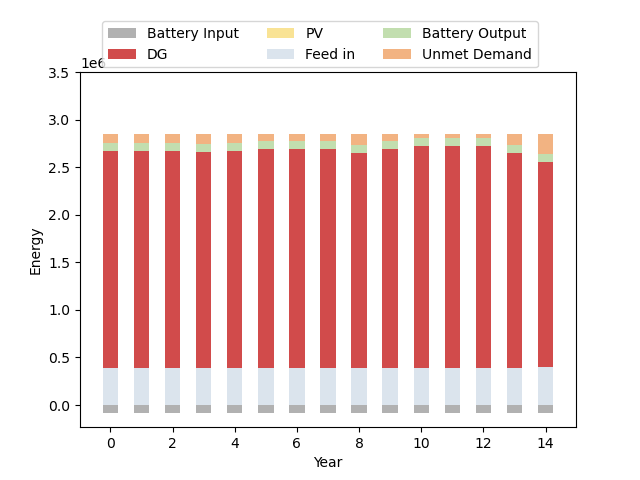 Battery Input PV Battery Output
DG Feed in Unmet Demand
1e6
3.5
3.0
2.5
2.0
1.5
1.0
0.5
0.0
Energy
0 2 4 6 8 10 12 14
Year